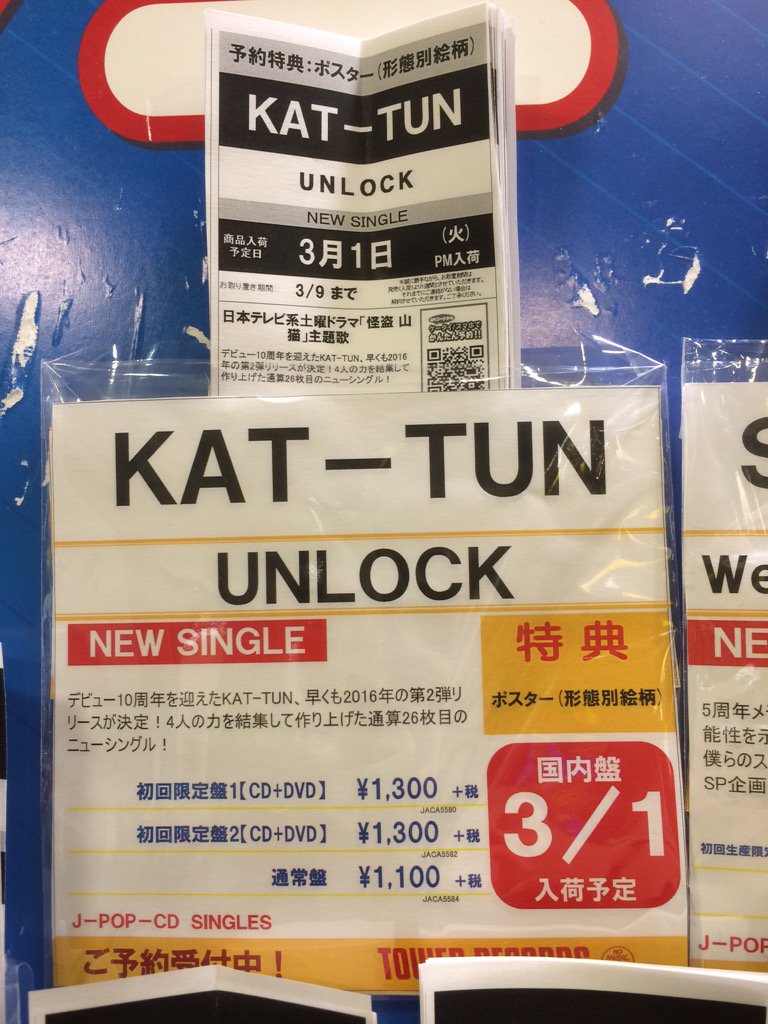 予約特典:ポスター(形態別絵柄)
KAT-TUN
UNLOCK
NEW SINGLE
商品入荷
予定日
3月1日
(火)
PM入荷
お取り置き期間
3/9 まで
日本テレビ系土曜ドラマ「怪盗 山
猫」主題歌
かんたん予約!!
デビュー10周年を迎えたKAT-TUN、早くも2016
年の第2弾リリースが決定!4人の力を結集して
作り上げた通算26枚目のニューシングル!
KAT-TUN
UNLOCK
NEW SINGLE
特典
ポスター(形態別絵柄)
デビュー10周年を迎えたKAT-TUN、早くも2016年の第2弾リ
リースが決定!4人の力を結集して作り上げた通算26枚目の
ニューシングル!
初回限定盤1【CD+DVD】 ¥1,300 +税
JACA5580
初回限定盤2【CD+DVD】 ¥1,300 +税
JACA5582
通常盤 ¥1,100 +税
JACA5584
国内盤
3/1
入荷予定
J-POP-CD SINGLES
ご予約受付中!
TOWER RECORDS
NO MUSIC
S
We
NE
5周年メ
能性を示
僕らのス
SP企画
初回生産限定
J-POP